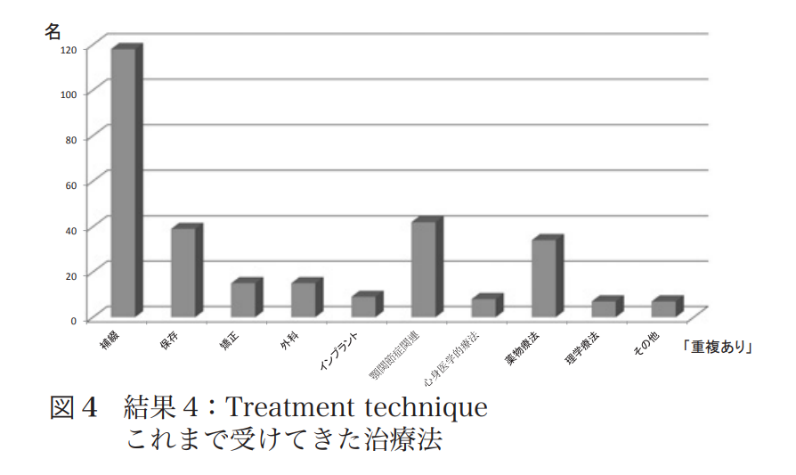 名
120
100
80
60
40
20
0
補綴
保存
矯正
外科
インプラント
顎関節症関連
心身医学的療法
薬物療法
理学療法
その他
「重複あり」
図4 結果4：Treatment technique
これまで受けてきた治療法